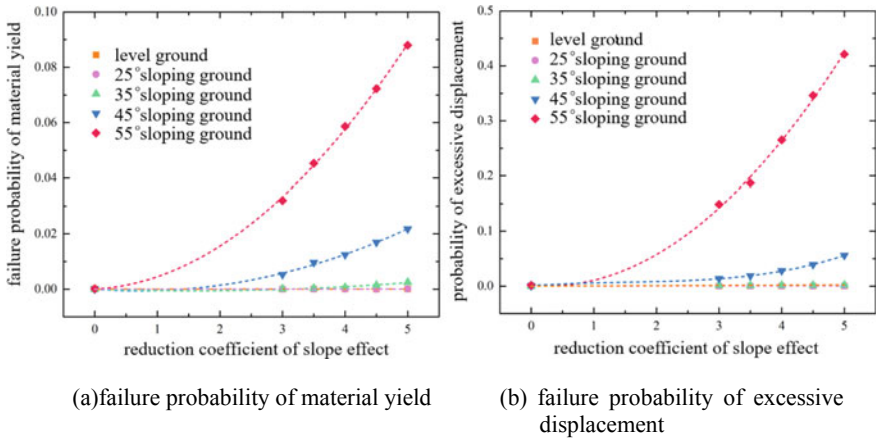 0.10
0.08
0.06
0.04
0.02
0.00
failure probability of material yield
level ground
25°sloping ground
35°sloping ground
45°sloping ground
55°sloping ground
0 1 2 3 4 5
reduction coefficient of slope effect
(a)failure probability of material yield
0.5
0.4
0.3
0.2
0.1
0.0
probability of excessive displacement
level ground
25°sloping ground
35°sloping ground
45°sloping ground
55°sloping ground
0 1 2 3 4 5
reduction coefficient of slope effect
(b) failure probability of excessive
displacement